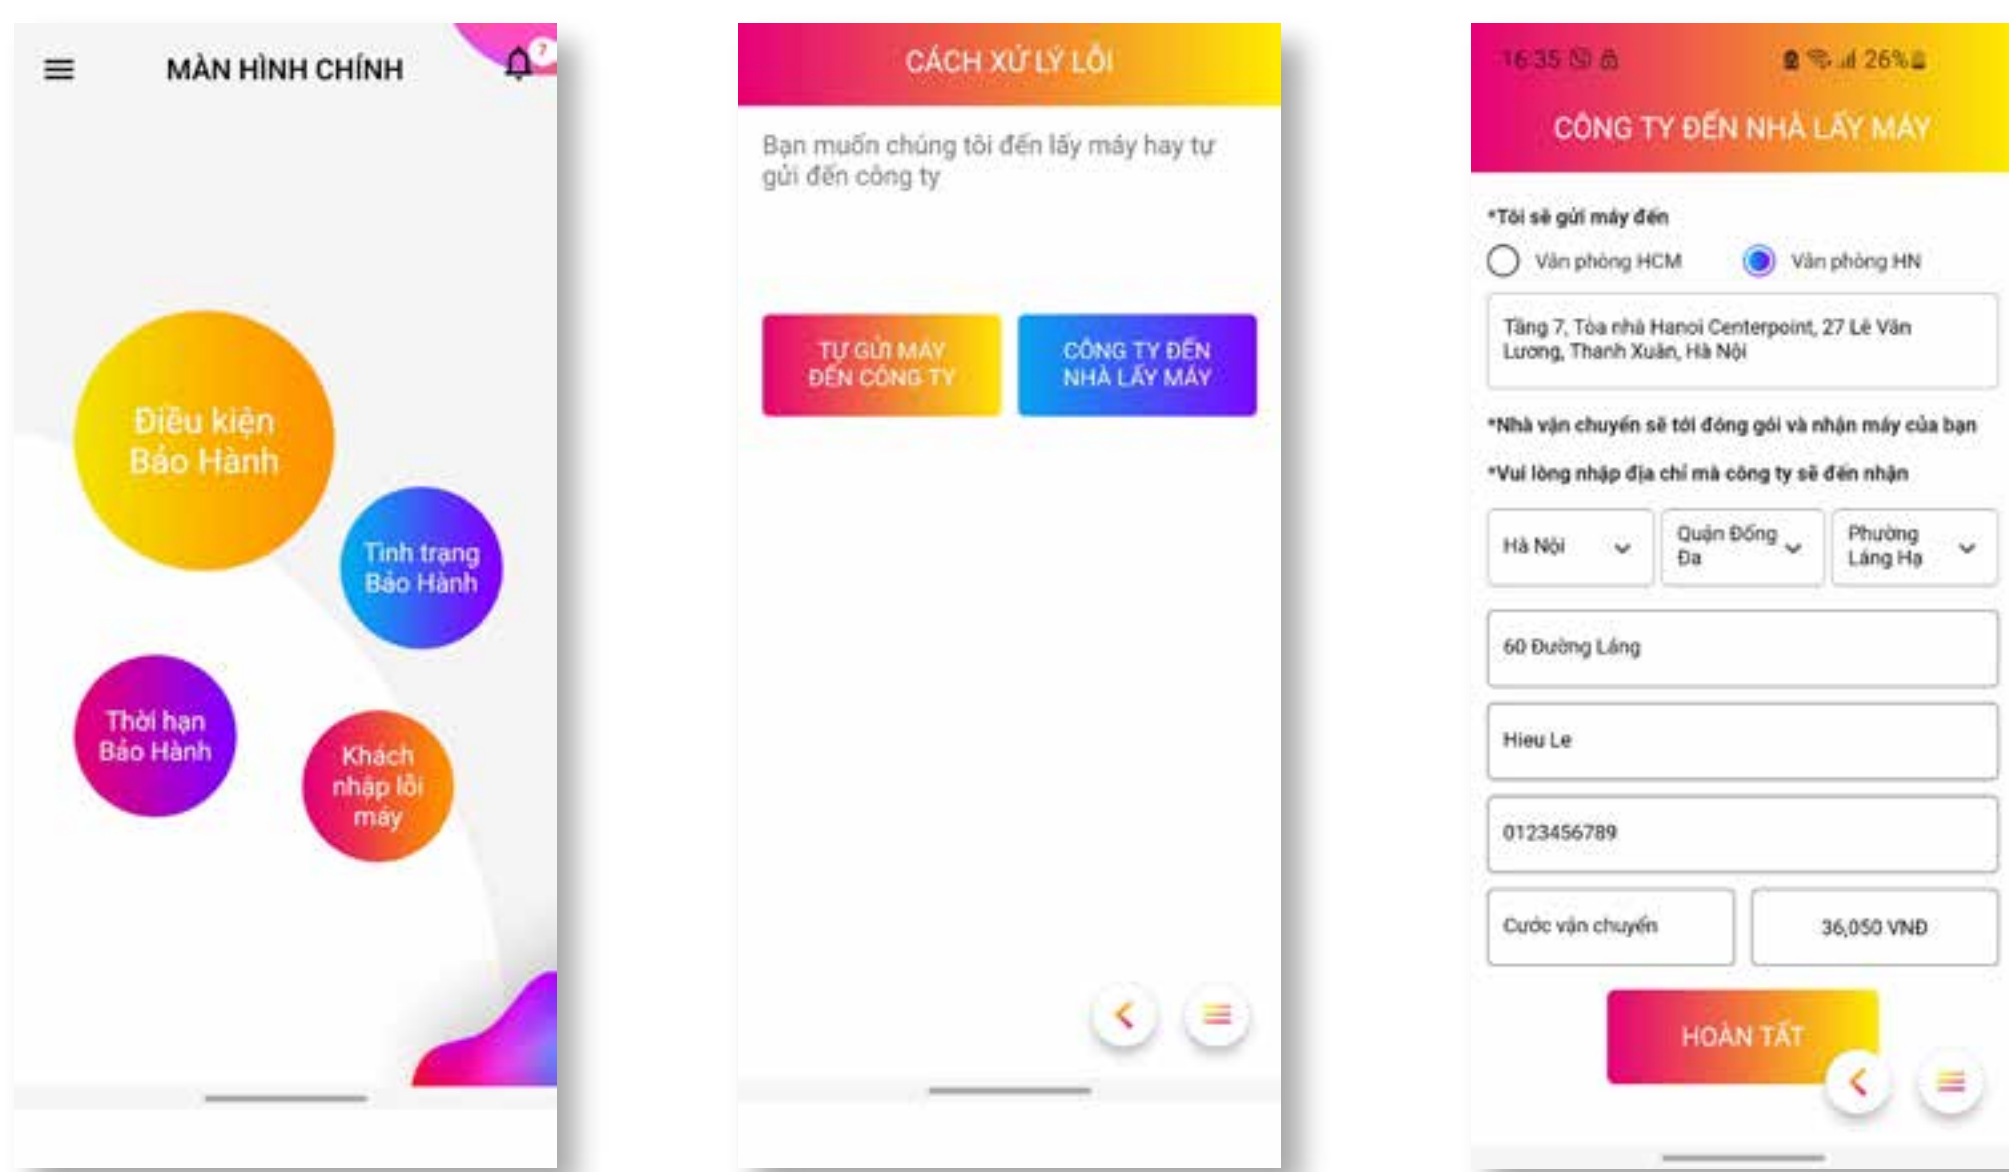 MÀN HÌNH CHÍNH
7
Điều kiện
Bảo Hành
Tình trạng
Bảo Hành
Thời hạn
Bảo Hành
Khách
nhập lỗi
máy
CÁCH XỬ LÝ LỖI
Bạn muốn chúng tôi đến lấy máy hay tự
gửi đến công ty
TỰ GỬI MÁY
ĐẾN CÔNG TY
CÔNG TY ĐẾN
NHÀ LẤY MÁY
16:35
26%
CÔNG TY ĐẾN NHÀ LẤY MÁY
*Tôi sẽ gửi máy đến
Văn phòng HCM
Văn phòng HN
Tầng 7, Tòa nhà Hanoi Centerpoint, 27 Lê Văn
Lương, Thanh Xuân, Hà Nội
*Nhà vận chuyển sẽ tới đóng gói và nhận máy của bạn
*Vui lòng nhập địa chỉ mà công ty sẽ đến nhận
Hà Nội
Quận Đống
Đa
Phường
Láng Hạ
60 Đường Láng
Hieu Le
0123456789
Cước vận chuyển
36,050 VNĐ
HOÀN TẤT